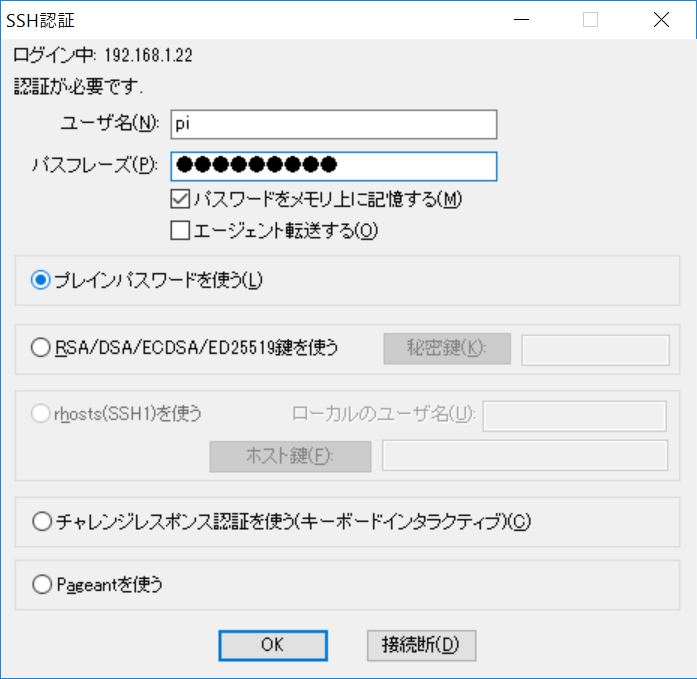 SSH認証
ログイン中: 192.168.1.22
認証が必要です.
ユーザ名(N): pi
パスフレーズ(P): ●●●●●●●●●
パスワードをメモリ上に記憶する(M)
エージェント転送する(O)
プレインパスワードを使う(L)
RSA/DSA/ECDSA/ED25519鍵を使う 秘密鍵(K):
rhosts(SSH1)を使う ローカルのユーザ名(U):
ホスト鍵(F):
チャレンジレスポンス認証を使う(キーボードインタラクティブ)(C)
Pageantを使う
OK 接続断(D)